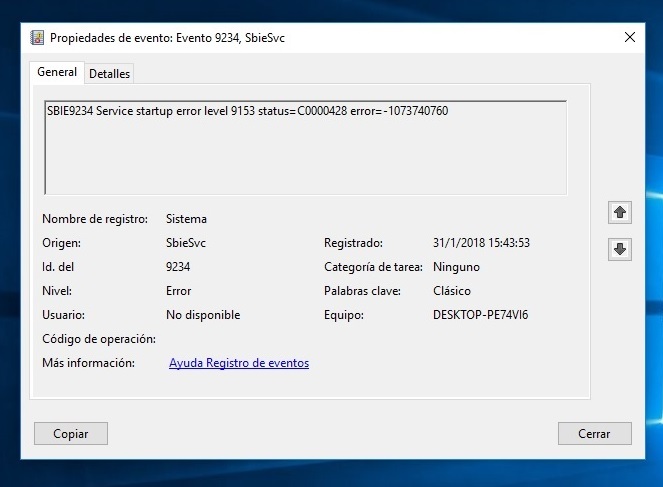 Propiedades de evento: Evento 9234, SbieSvc
General
Detalles
SBIE9234 Service startup error level 9153 status=C0000428 error=-1073740760
Nombre de registro: Sistema
Origen: SbieSvc Registrado: 31/1/2018 15:43:53
Id. del 9234 Categoría de tarea: Ninguno
Nivel: Error Palabras clave: Clásico
Usuario: No disponible Equipo: DESKTOP-PE74VI6
Código de operación:
Más información: Ayuda Registro de eventos
Copiar Cerrar